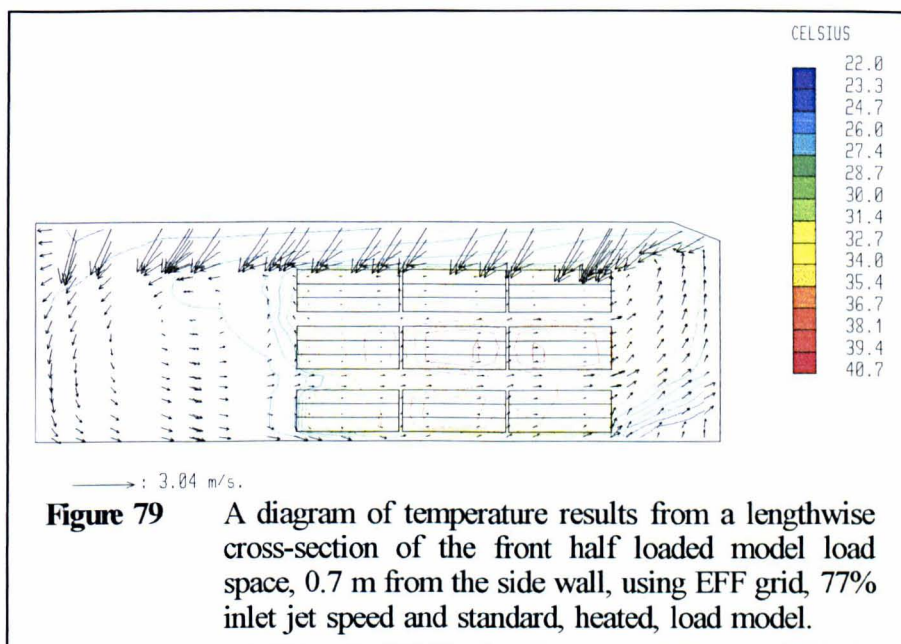 CELSIUS
22.0
23.3
24.7
26.0
27.4
28.7
30.0
31.4
32.7
34.0
35.4
36.7
38.1
39.4
40.7
: 3.04 m/s.
Figure 79 A diagram of temperature results from a lengthwise
cross-section of the front half loaded model load
space, 0.7 m from the side wall, using EFF grid, 77%
inlet jet speed and standard, heated, load model.